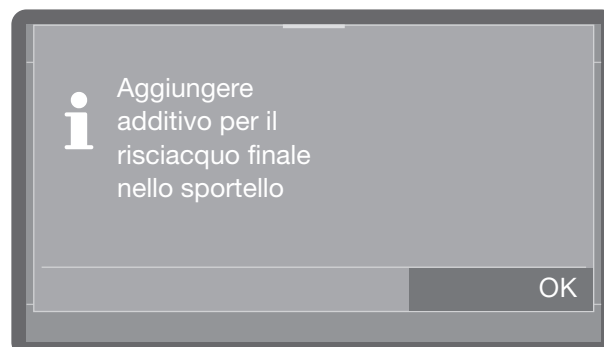 Aggiungere
additivo per il
risciacquo finale
nello sportello
OK